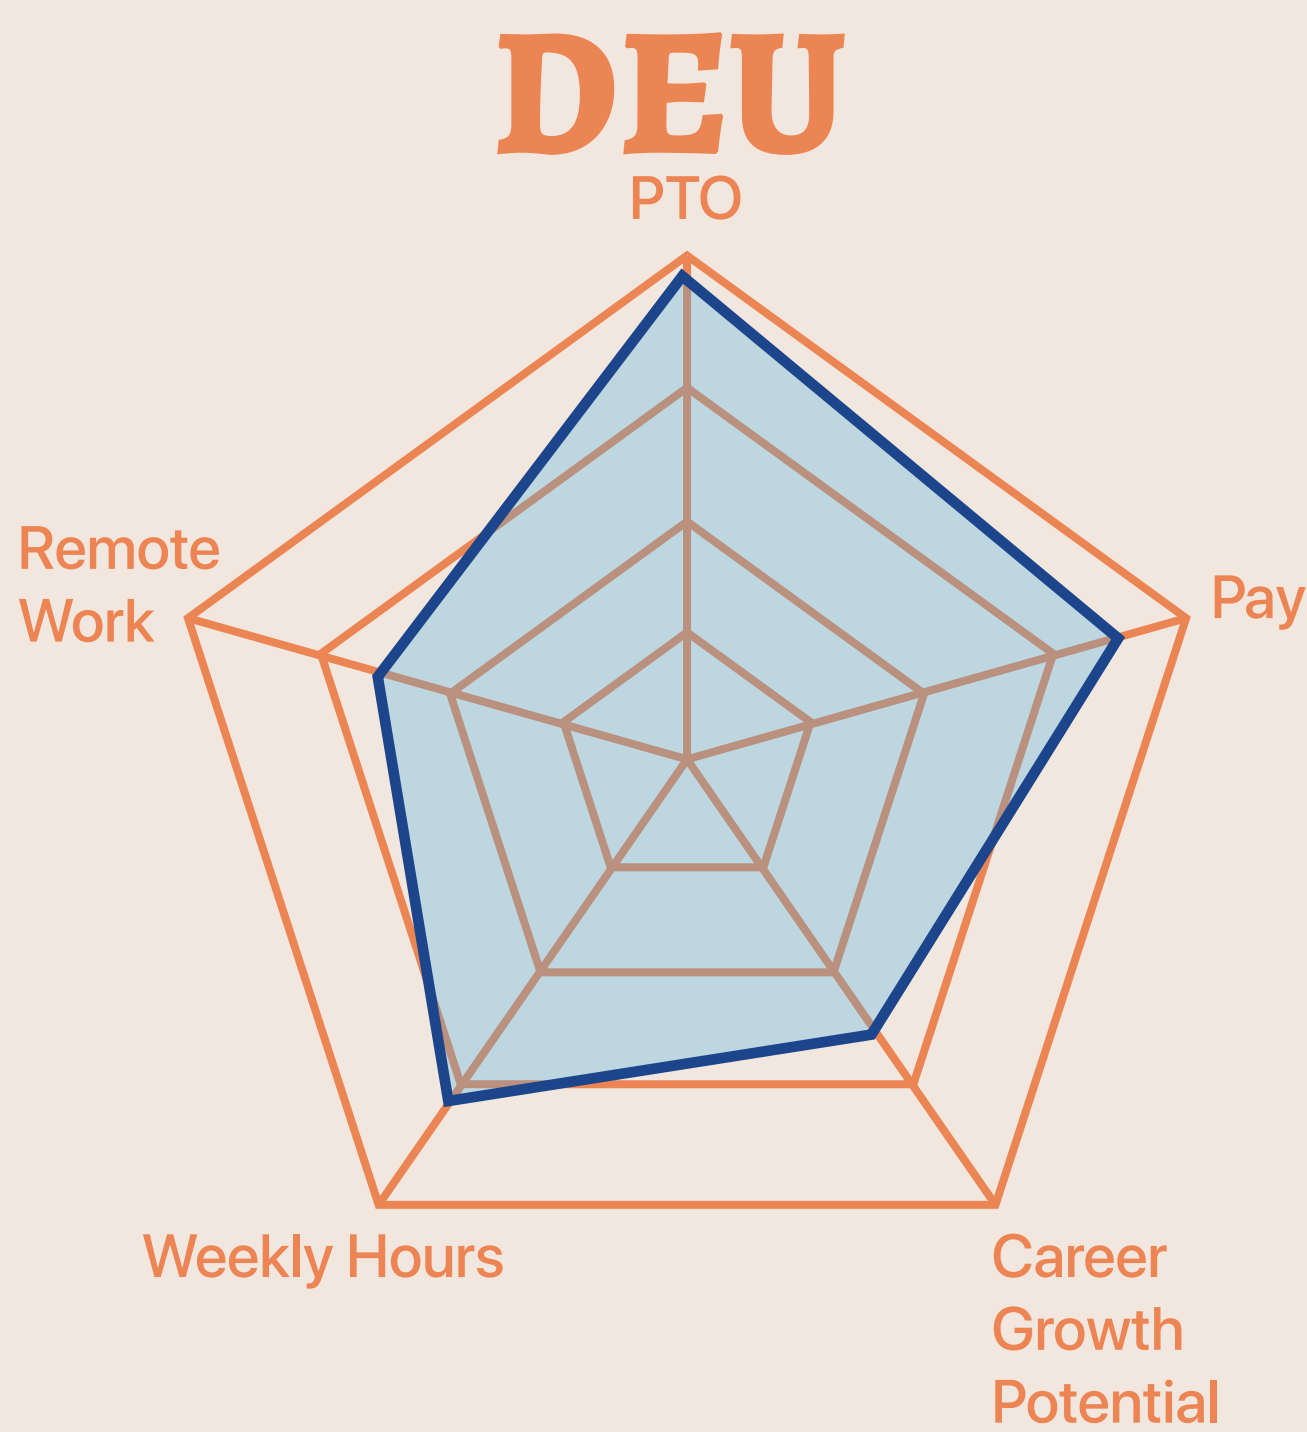 DEU
PTO
Remote
Work
Pay
Weekly Hours
Career
Growth
Potential